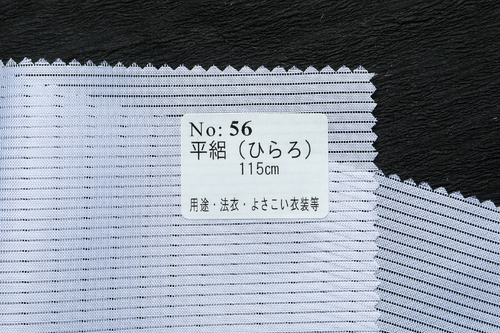 No: 56
平絽（ひらろ）
115cm
用途・法衣・よさこい衣装等